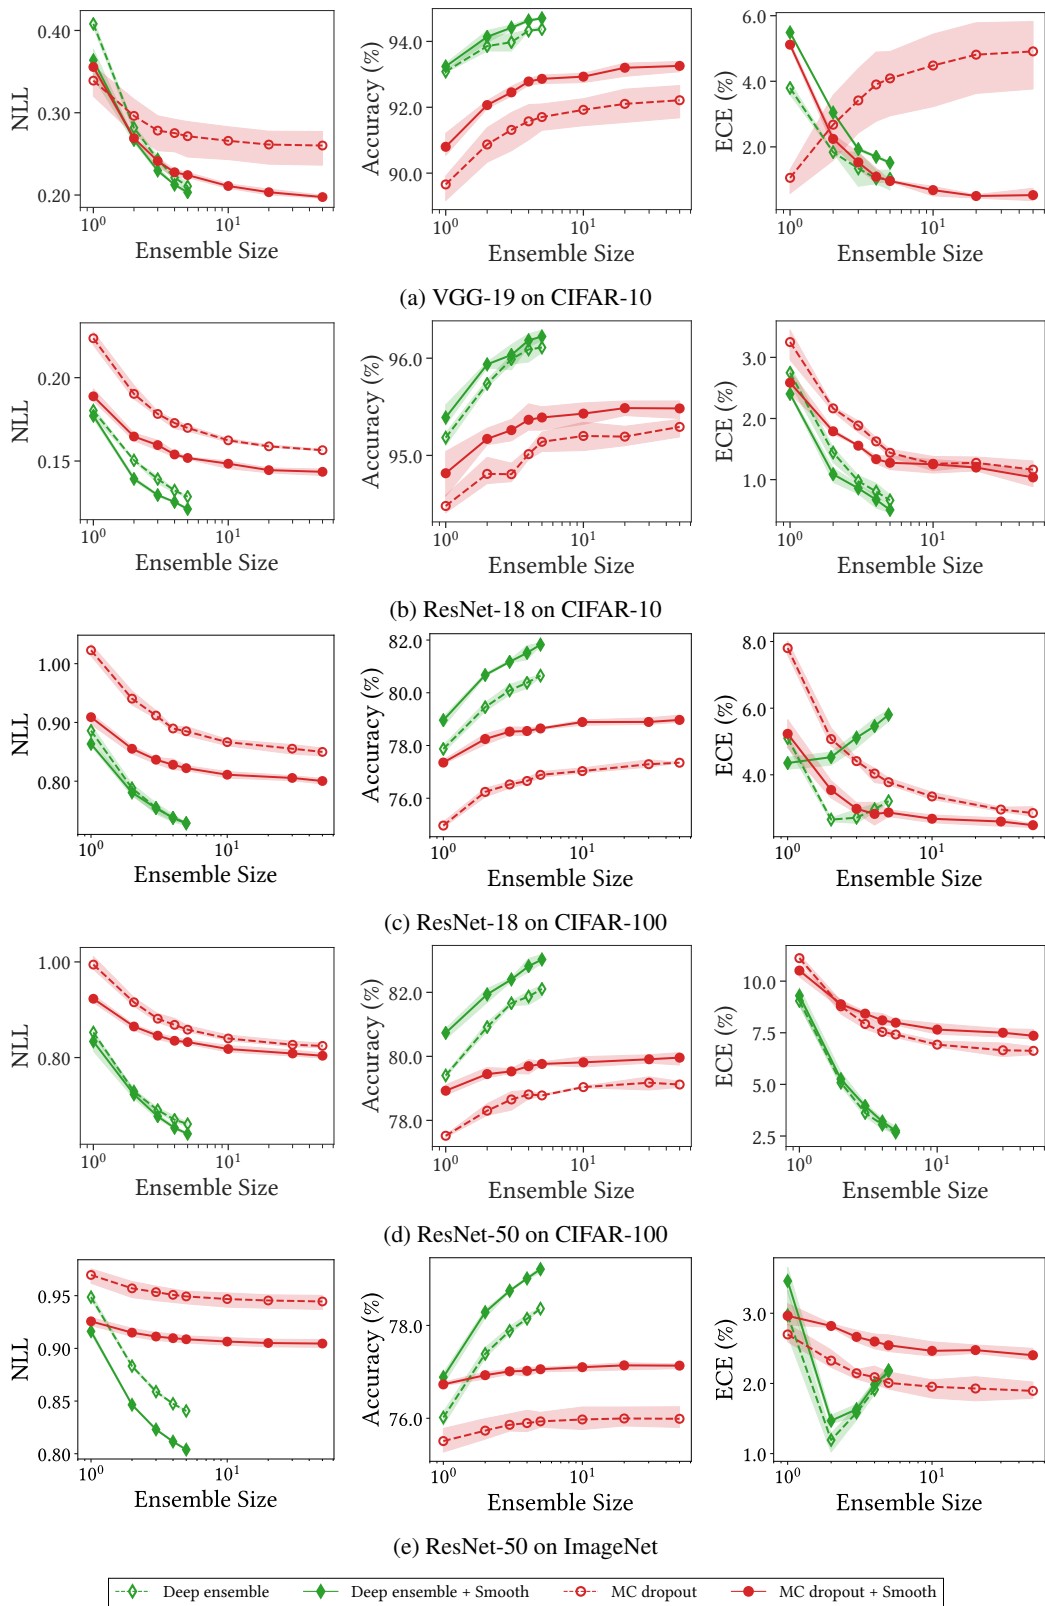 NLL
0.40
0.30
0.20
10^0
10^1
Ensemble Size
Accuracy (%)
94.0
92.0
90.0
10^0
10^1
Ensemble Size
ECE (%)
6.0
4.0
2.0
10^0
10^1
Ensemble Size
(a) VGG-19 on CIFAR-10
NLL
0.20
0.15
10^0
10^1
Ensemble Size
Accuracy (%)
96.0
95.0
10^0
10^1
Ensemble Size
ECE (%)
3.0
2.0
1.0
10^0
10^1
Ensemble Size
(b) ResNet-18 on CIFAR-10
NLL
1.00
0.90
0.80
10^0
10^1
Ensemble Size
Accuracy (%)
82.0
80.0
78.0
76.0
10^0
10^1
Ensemble Size
ECE (%)
8.0
6.0
4.0
10^0
10^1
Ensemble Size
(c) ResNet-18 on CIFAR-100
NLL
1.00
0.80
10^0
10^1
Ensemble Size
Accuracy (%)
82.0
80.0
78.0
10^0
10^1
Ensemble Size
ECE (%)
10.0
7.5
5.0
2.5
10^0
10^1
Ensemble Size
(d) ResNet-50 on CIFAR-100
NLL
0.95
0.90
0.85
0.80
10^0
10^1
Ensemble Size
Accuracy (%)
78.0
76.0
10^0
10^1
Ensemble Size
ECE (%)
3.0
2.0
1.0
10^0
10^1
Ensemble Size
(e) ResNet-50 on ImageNet
Deep ensemble Deep ensemble + Smooth MC dropout MC dropout + Smooth